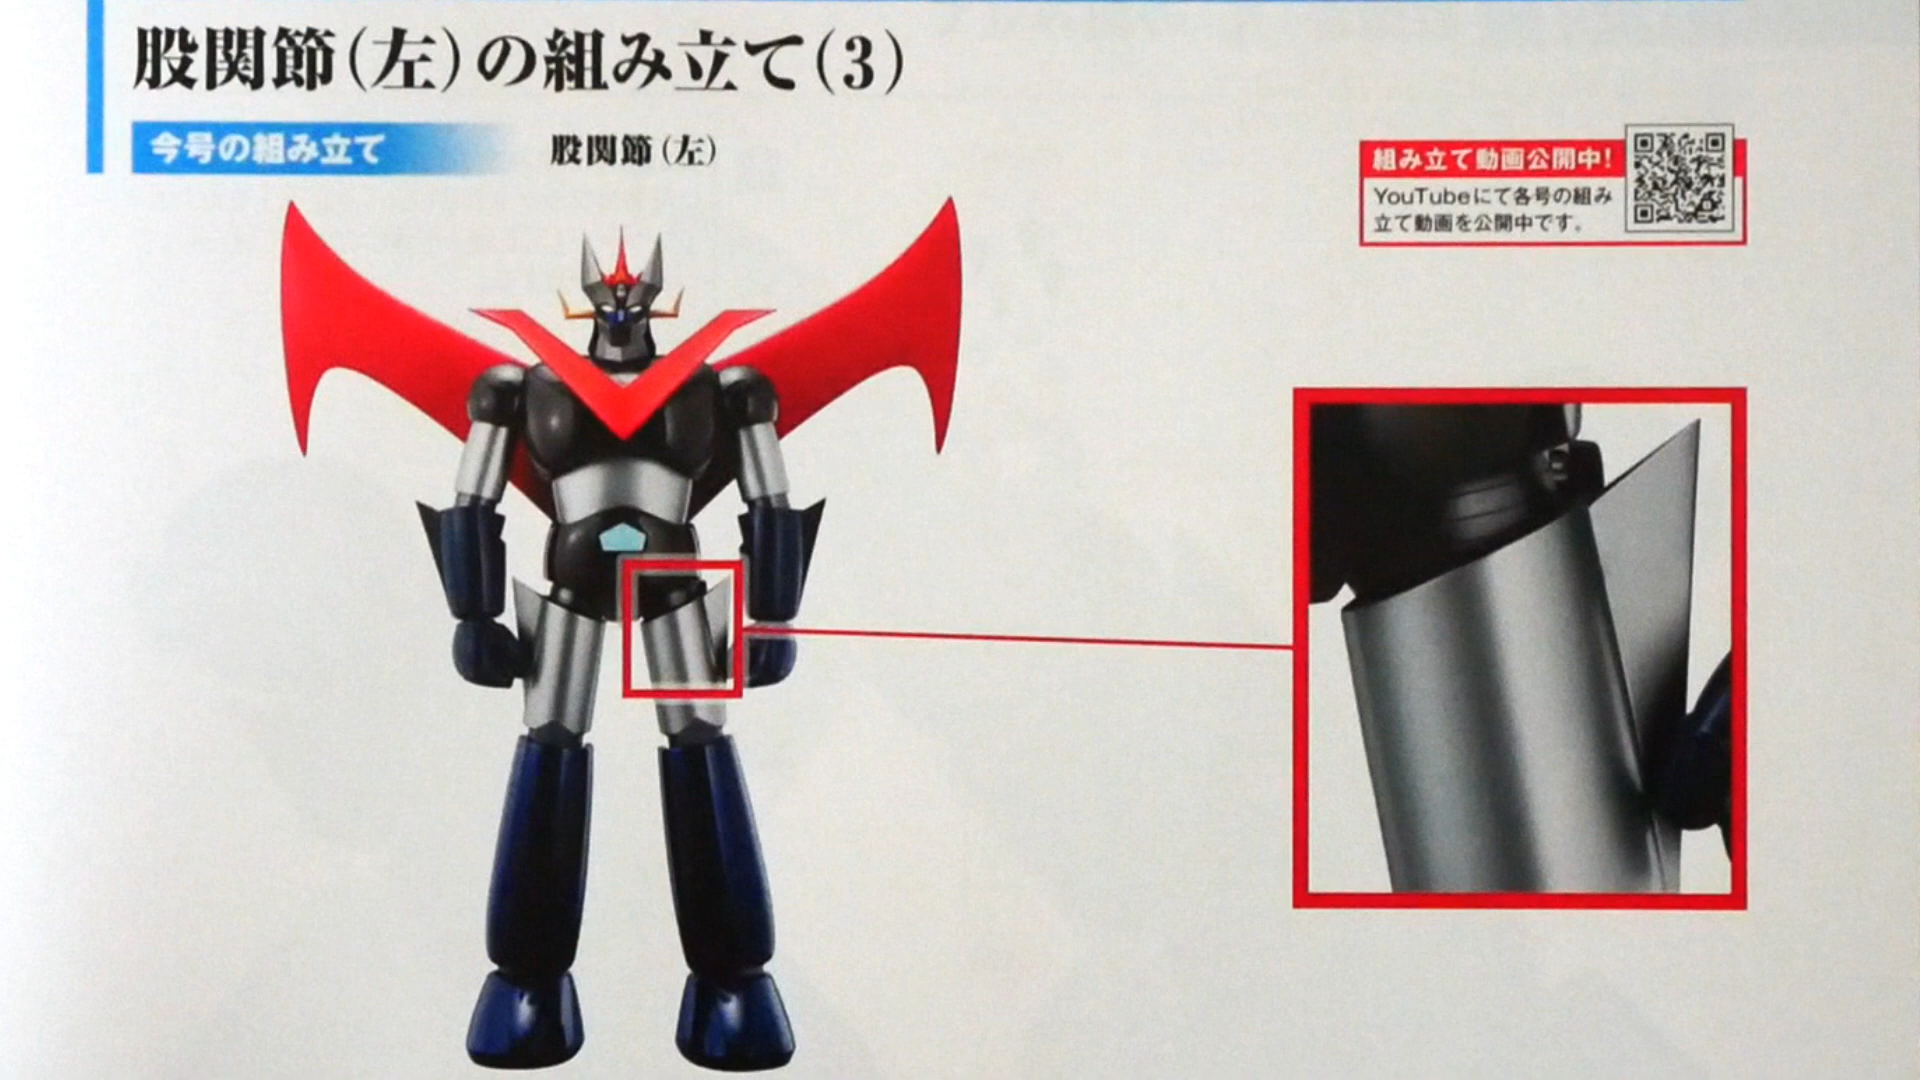 股関節(左)の組み立て(3)
今号の組み立て
股関節(左)
組み立て動画公開中!
YouTubeにて各号の組み
立て動画を公開中です。